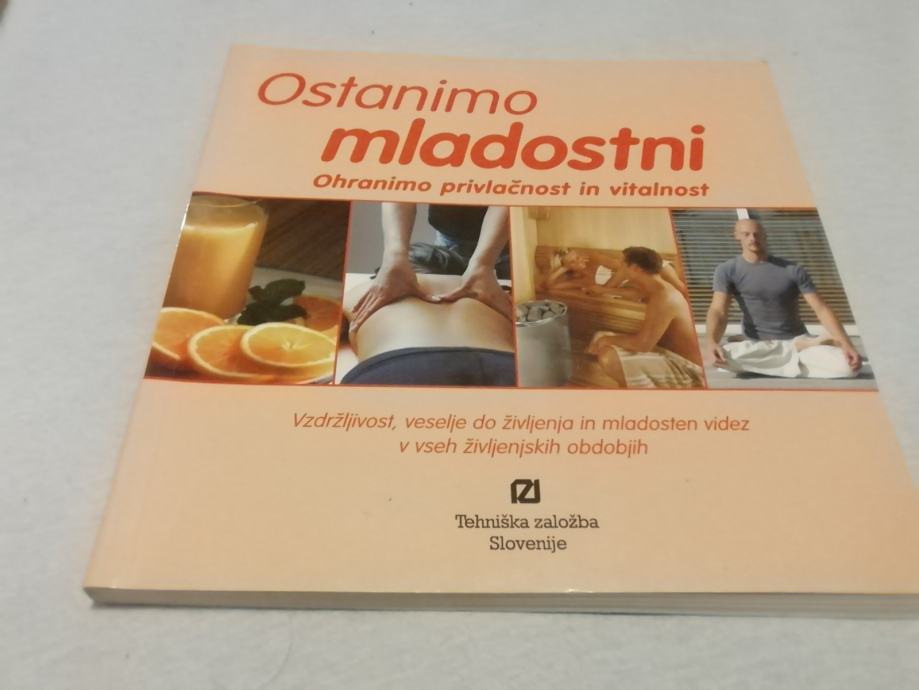 Ostanimo
mladostni
Ohranimo privlačnost in vitalnost
Vzdržljivost, veselje do življenja in mladosten videz
v vseh življenjskih obdobjih
Tehniška založba
Slovenije